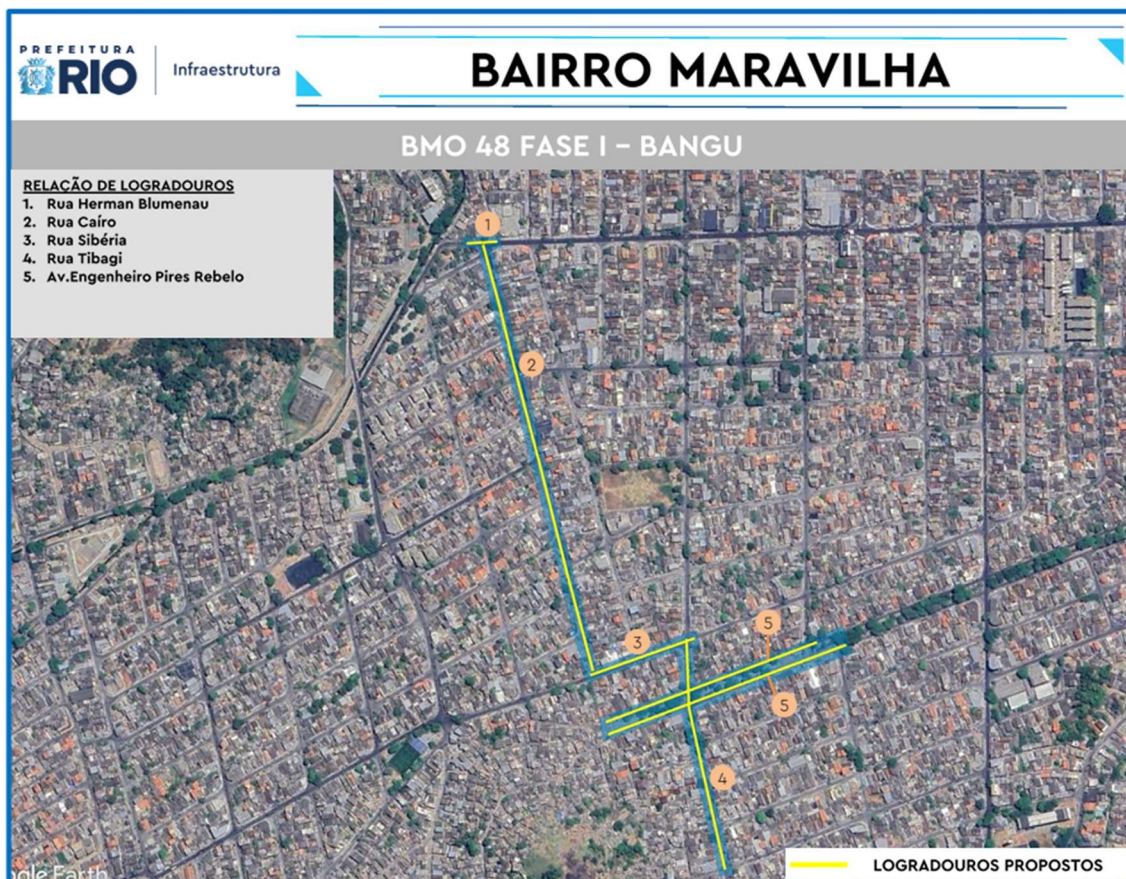 PREFEITURA
RIO
Infraestrutura
BAIRRO MARAVILHA
BMO 48 FASE I – BANGU
RELAÇÃO DE LOGRADOUROS
1. Rua Herman Blumenau
2. Rua Caíro
3. Rua Sibéria
4. Rua Tibagi
5. Av.Engenheiro Pires Rebelo
1
2
3
5
5
4
LOGRADOUROS PROPOSTOS
gle Earth